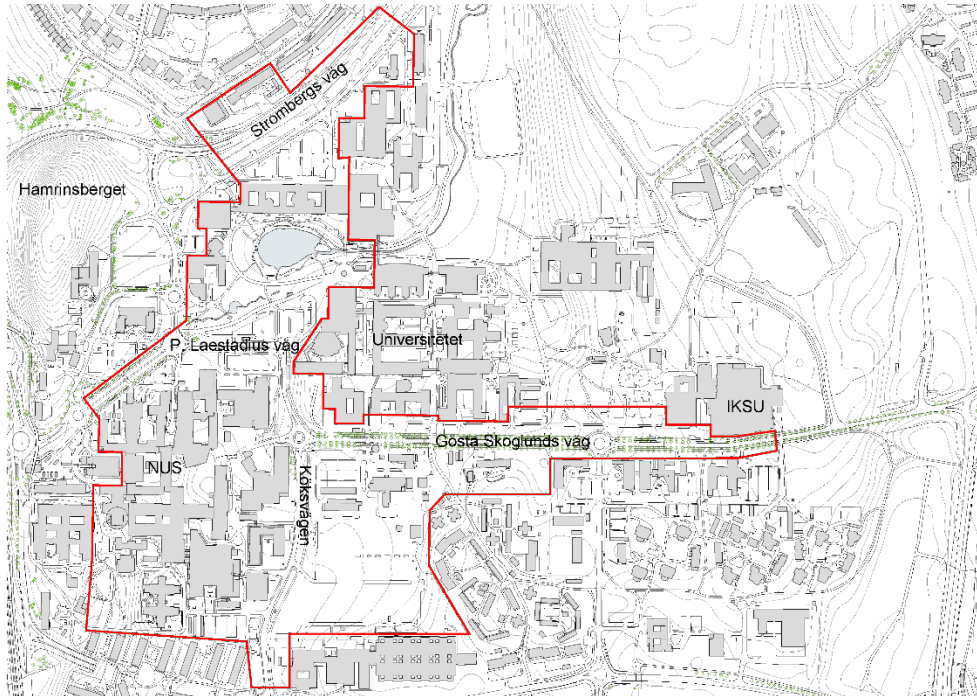 Strombergs väg
Hamrinsberget
P. Laestadius väg
Universitetet
IKSU
Gösta Skoglunds väg
NUS
Köksvägen